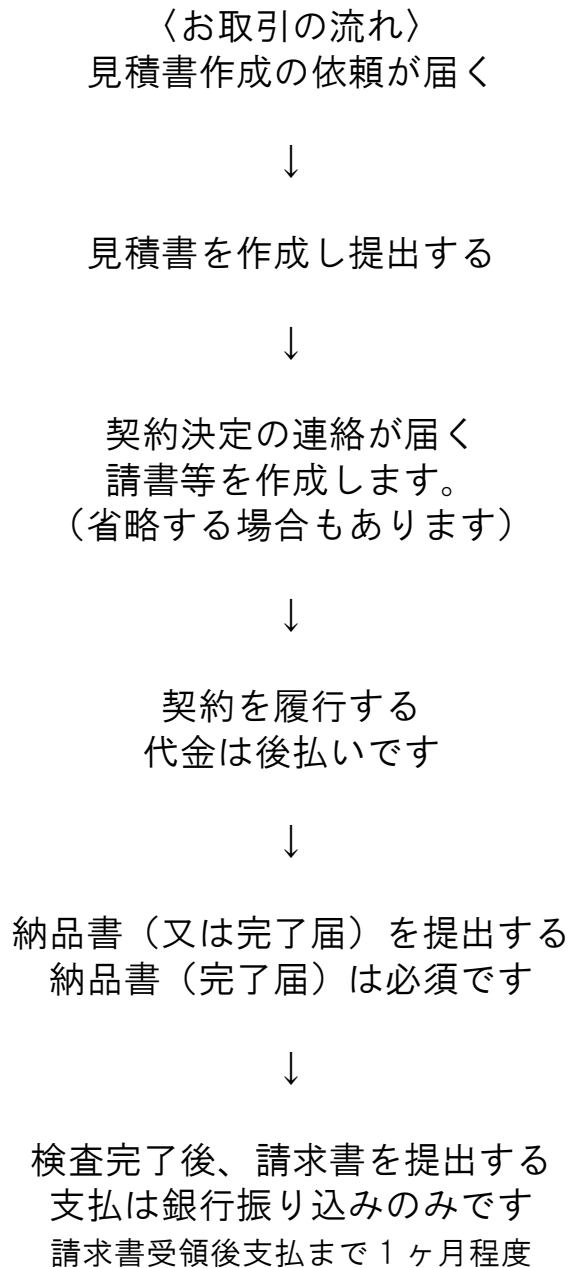 〈お取引の流れ〉
見積書作成の依頼が届く
↓
見積書を作成し提出する
↓
契約決定の連絡が届く
請書等を作成します。
（省略する場合もあります）
↓
契約を履行する
代金は後払いです
↓
納品書（又は完了届）を提出する
納品書（完了届）は必須です
↓
検査完了後、請求書を提出する
支払は銀行振り込みのみです
請求書受領後支払まで１ヶ月程度